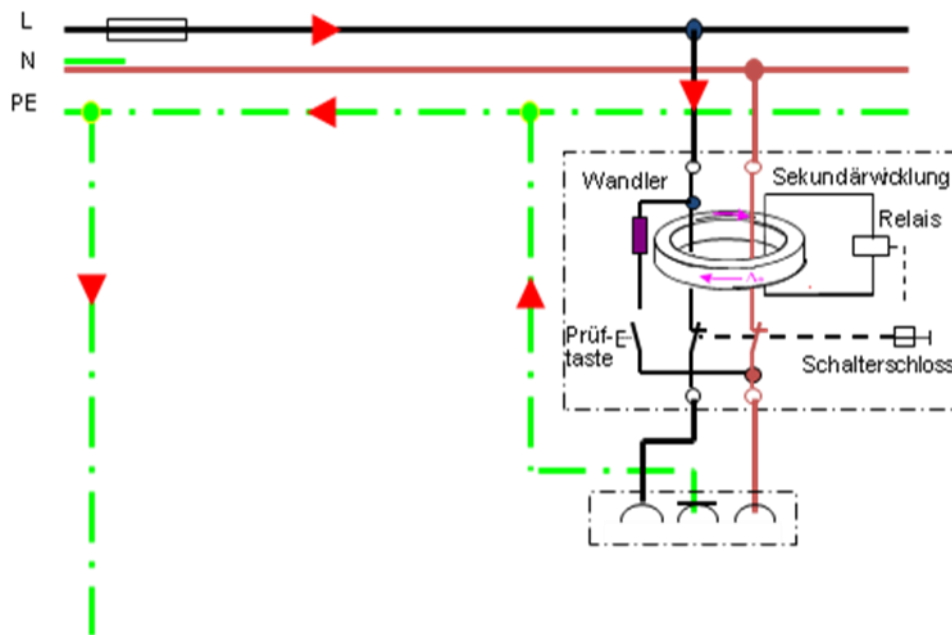 L
N
PE
Wandler
Sekundärwicklung
Relais
Prüf-
taste
Schalterschloss